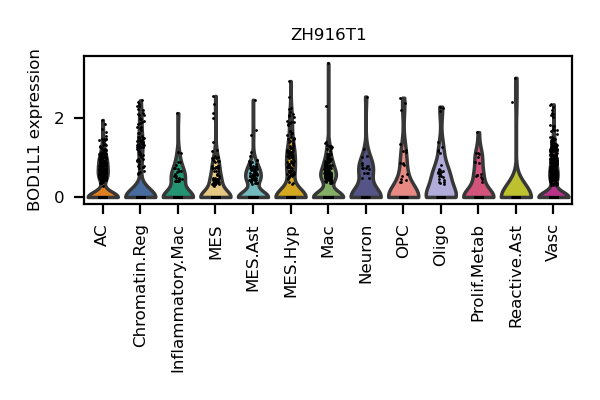 ZH916T1
BOD1L1 expression
2
0
AC
Chromatin.Reg
Inflammatory.Mac
MES
MES.Ast
MES.Hyp
Mac
Neuron
OPC
Oligo
Prolif.Metab
Reactive.Ast
Vasc